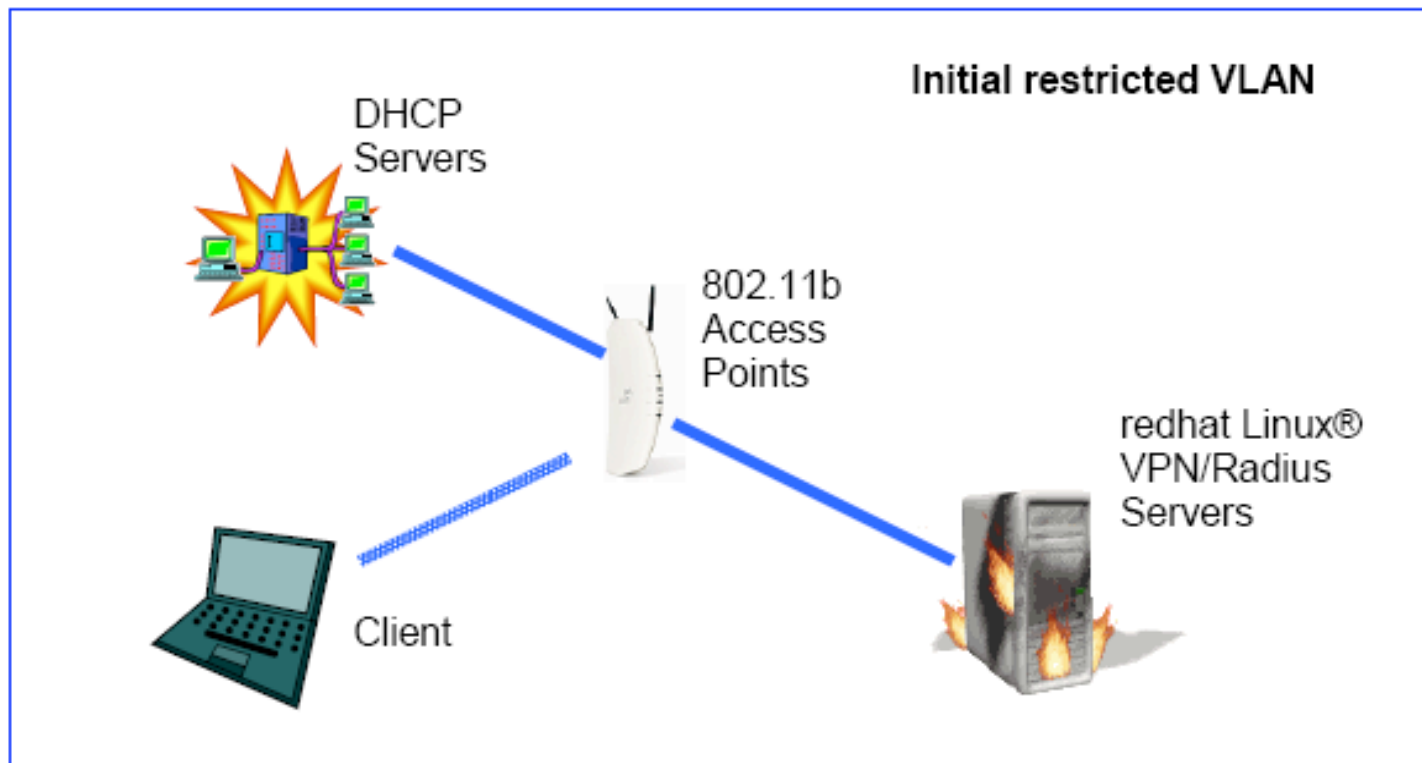 Initial restricted VLAN
DHCP
Servers
802.11b
Access
Points
redhat Linux®
VPN/Radius
Servers
Client